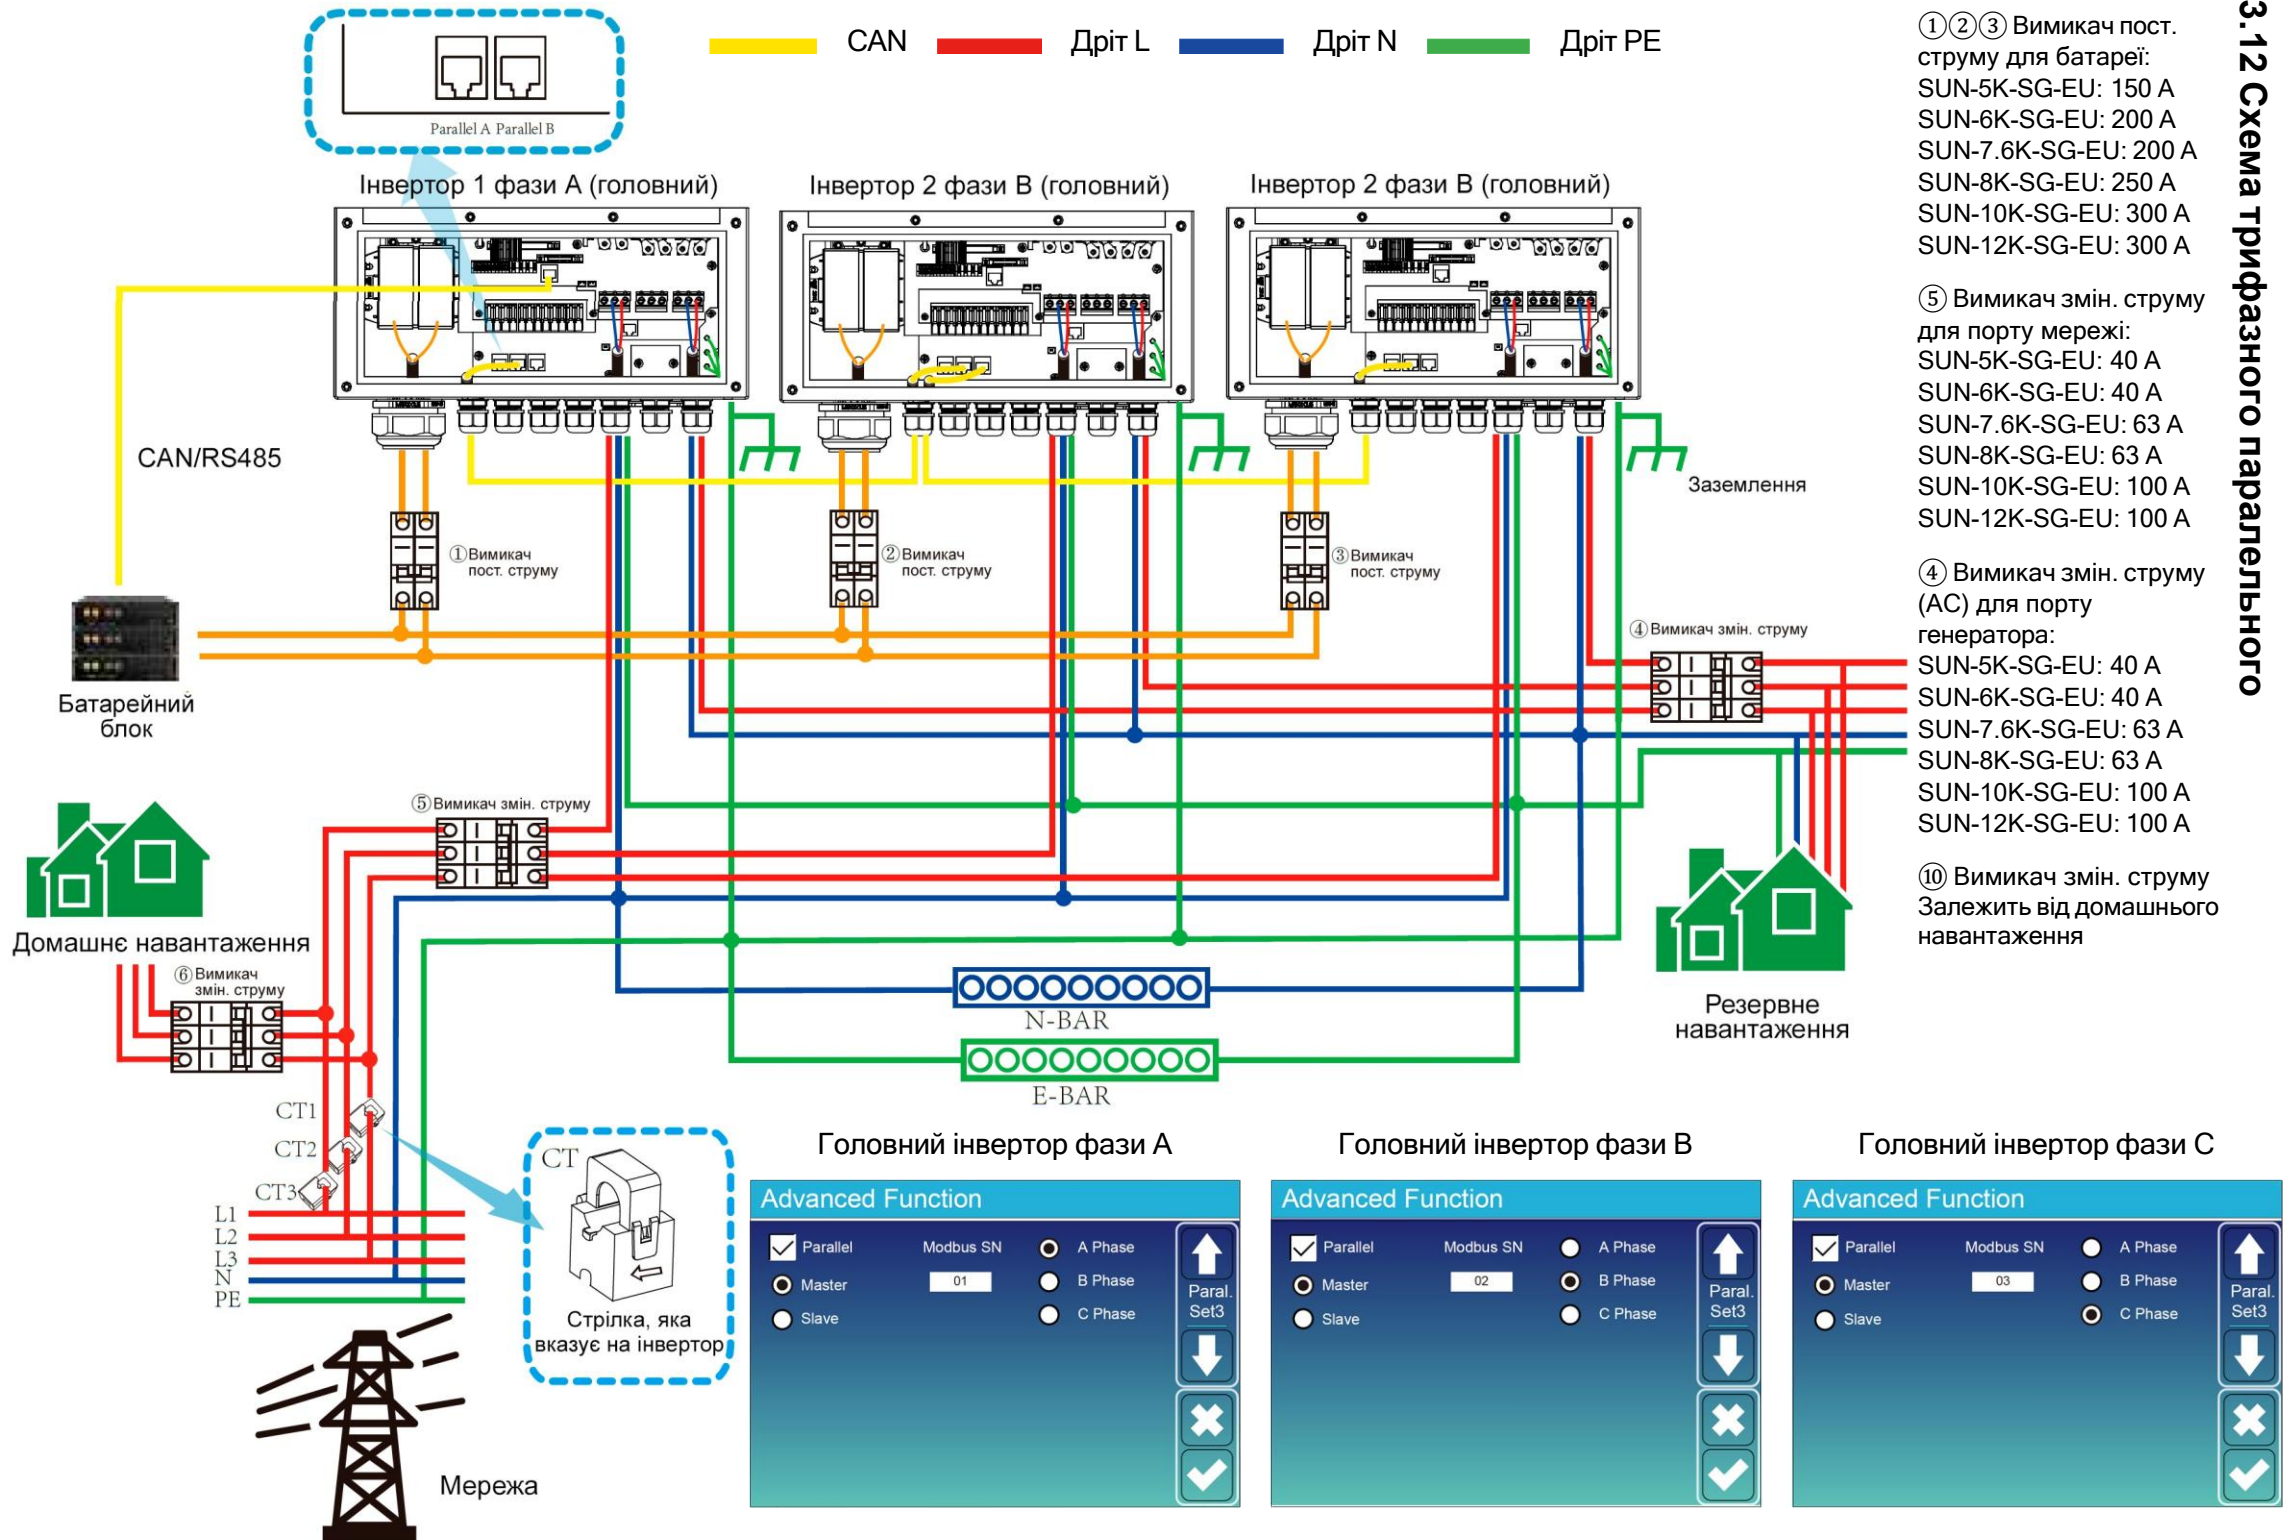 3.12 Схема трифазного паралельного
CAN
Дріт L
Дріт N
Дріт PE
Parallel A Parallel B
Інвертор 1 фази A (головний)
Інвертор 2 фази B (головний)
Інвертор 2 фази B (головний)
CAN/RS485
Заземлення
①Вимикач
пост. струму
②Вимикач
пост. струму
③Вимикач
пост. струму
Батарейний
блок
④Вимикач змін. струму
⑤Вимикач змін. струму
Домашнє навантаження
⑥Вимикач
змін. струму
N-BAR
E-BAR
Резервне
навантаження
CT1
CT2
CT3
L1
L2
L3
N
PE
CT
Стрілка, яка
вказує на інвертор
Мережа
①②③ Вимикач пост.
струму для батареї:
SUN-5K-SG-EU: 150 A
SUN-6K-SG-EU: 200 A
SUN-7.6K-SG-EU: 200 A
SUN-8K-SG-EU: 250 A
SUN-10K-SG-EU: 300 A
SUN-12K-SG-EU: 300 A
⑤ Вимикач змін. струму
для порту мережі:
SUN-5K-SG-EU: 40 A
SUN-6K-SG-EU: 40 A
SUN-7.6K-SG-EU: 63 A
SUN-8K-SG-EU: 63 A
SUN-10K-SG-EU: 100 A
SUN-12K-SG-EU: 100 A
④ Вимикач змін. струму
(AC) для порту
генератора:
SUN-5K-SG-EU: 40 A
SUN-6K-SG-EU: 40 A
SUN-7.6K-SG-EU: 63 A
SUN-8K-SG-EU: 63 A
SUN-10K-SG-EU: 100 A
SUN-12K-SG-EU: 100 A
⑩ Вимикач змін. струму
Залежить від домашнього
навантаження
Головний інвертор фази A
Advanced Function
Parallel Modbus SN A Phase
Master 01 B Phase
Slave C Phase
Paral.
Set3
Головний інвертор фази B
Advanced Function
Parallel Modbus SN A Phase
Master 02 B Phase
Slave C Phase
Paral.
Set3
Головний інвертор фази C
Advanced Function
Parallel Modbus SN A Phase
Master 03 B Phase
Slave C Phase
Paral.
Set3